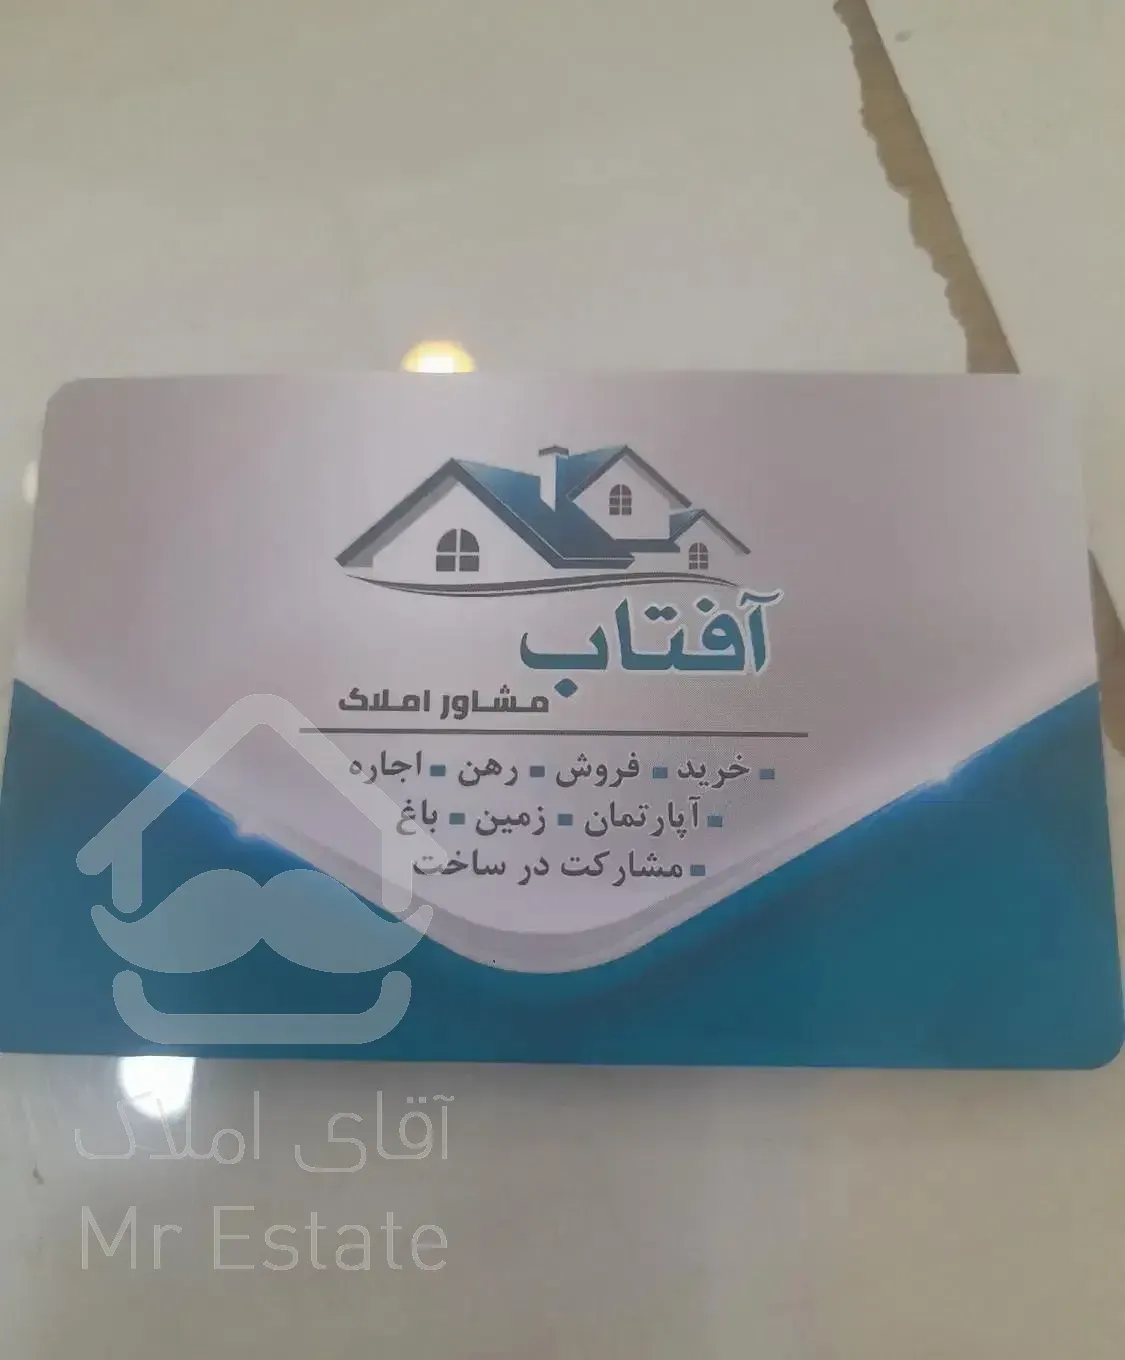 آفتاب
مشاور املاک
▪ خرید ▪ فروش ▪ رهن ▪ اجاره
▪ آپارتمان ▪ زمین ▪ باغ
▪ مشارکت در ساخت
آقای املاک
Mr Estate